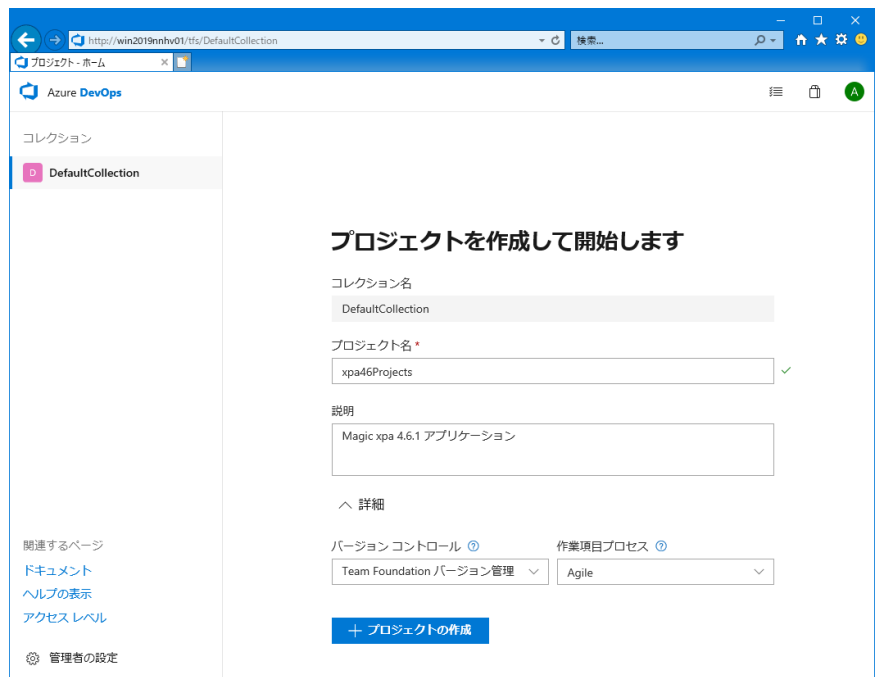 http://win2019nnhv01/tfs/DefaultCollection
検索...
プロジェクト - ホーム
Azure DevOps
A
コレクション
D DefaultCollection
プロジェクトを作成して開始します
コレクション名
DefaultCollection
プロジェクト名 *
xpa46Projects
説明
Magic xpa 4.6.1 アプリケーション
詳細
バージョン コントロール ? 作業項目プロセス ?
Team Foundation バージョン管理 Agile
+ プロジェクトの作成
関連するページ
ドキュメント
ヘルプの表示
アクセス レベル
管理者の設定